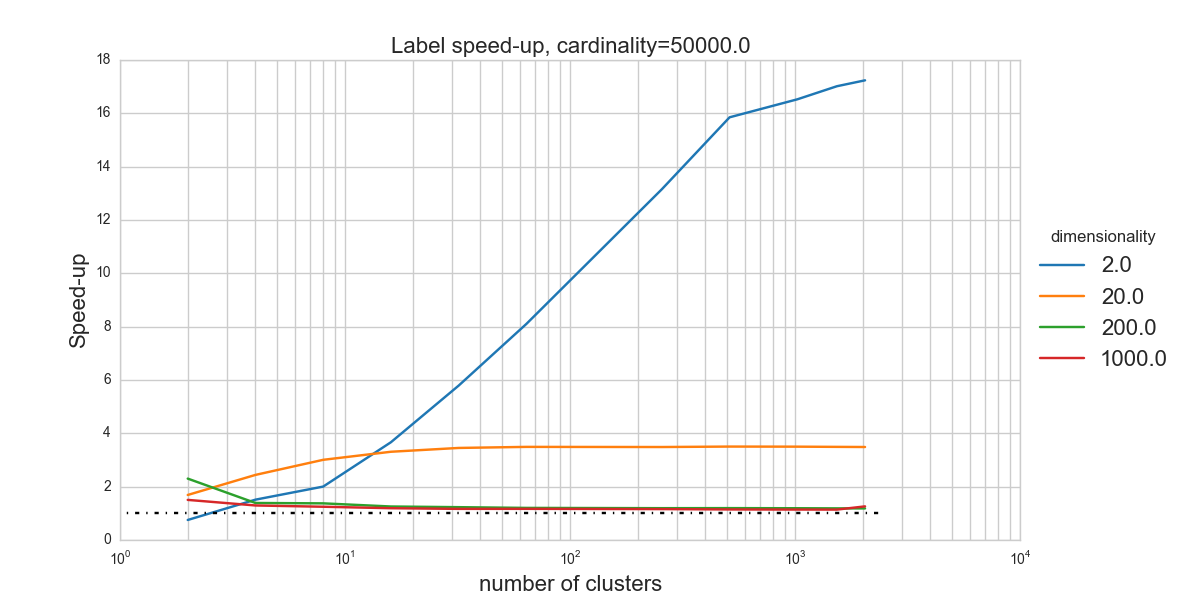 Label speed-up, cardinality=50000.0
18
16
14
12
10
8
6
4
2
0
Speed-up
10^0 10^1 10^2 10^3 10^4
number of clusters
dimensionality
2.0
20.0
200.0
1000.0